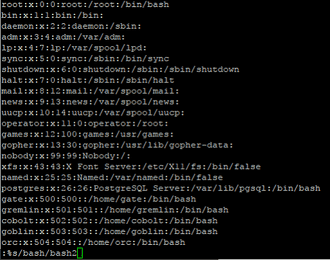 root:x:0:0:root:/root:/bin/bash
bin:x:1:1:bin:/bin:
daemon:x:2:2:daemon:/sbin:
adm:x:3:4:adm:/var/adm:
lp:x:4:7:lp:/var/spool/lpd:
sync:x:5:0:sync:/sbin:/bin/sync
shutdown:x:6:0:shutdown:/sbin:/sbin/shutdown
halt:x:7:0:halt:/sbin:/sbin/halt
mail:x:8:12:mail:/var/spool/mail:
news:x:9:13:news:/var/spool/news:
uucp:x:10:14:uucp:/var/spool/uucp:
operator:x:11:0:operator:/root:
games:x:12:100:games:/usr/games:
gopher:x:13:30:gopher:/usr/lib/gopher-data:
nobody:x:99:99:Nobody:/:
xfs:x:43:43:X Font Server:/etc/X11/fs:/bin/false
named:x:25:25:Named:/var/named:/bin/false
postgres:x:26:26:PostgreSQL Server:/var/lib/pgsql:/bin/bash
gate:x:500:500::/home/gate:/bin/bash
gremlin:x:501:501::/home/gremlin:/bin/bash
cobolt:x:502:502::/home/cobolt:/bin/bash
goblin:x:503:503::/home/goblin:/bin/bash
orc:x:504:504::/home/orc:/bin/bash
:%s/bash/bash2